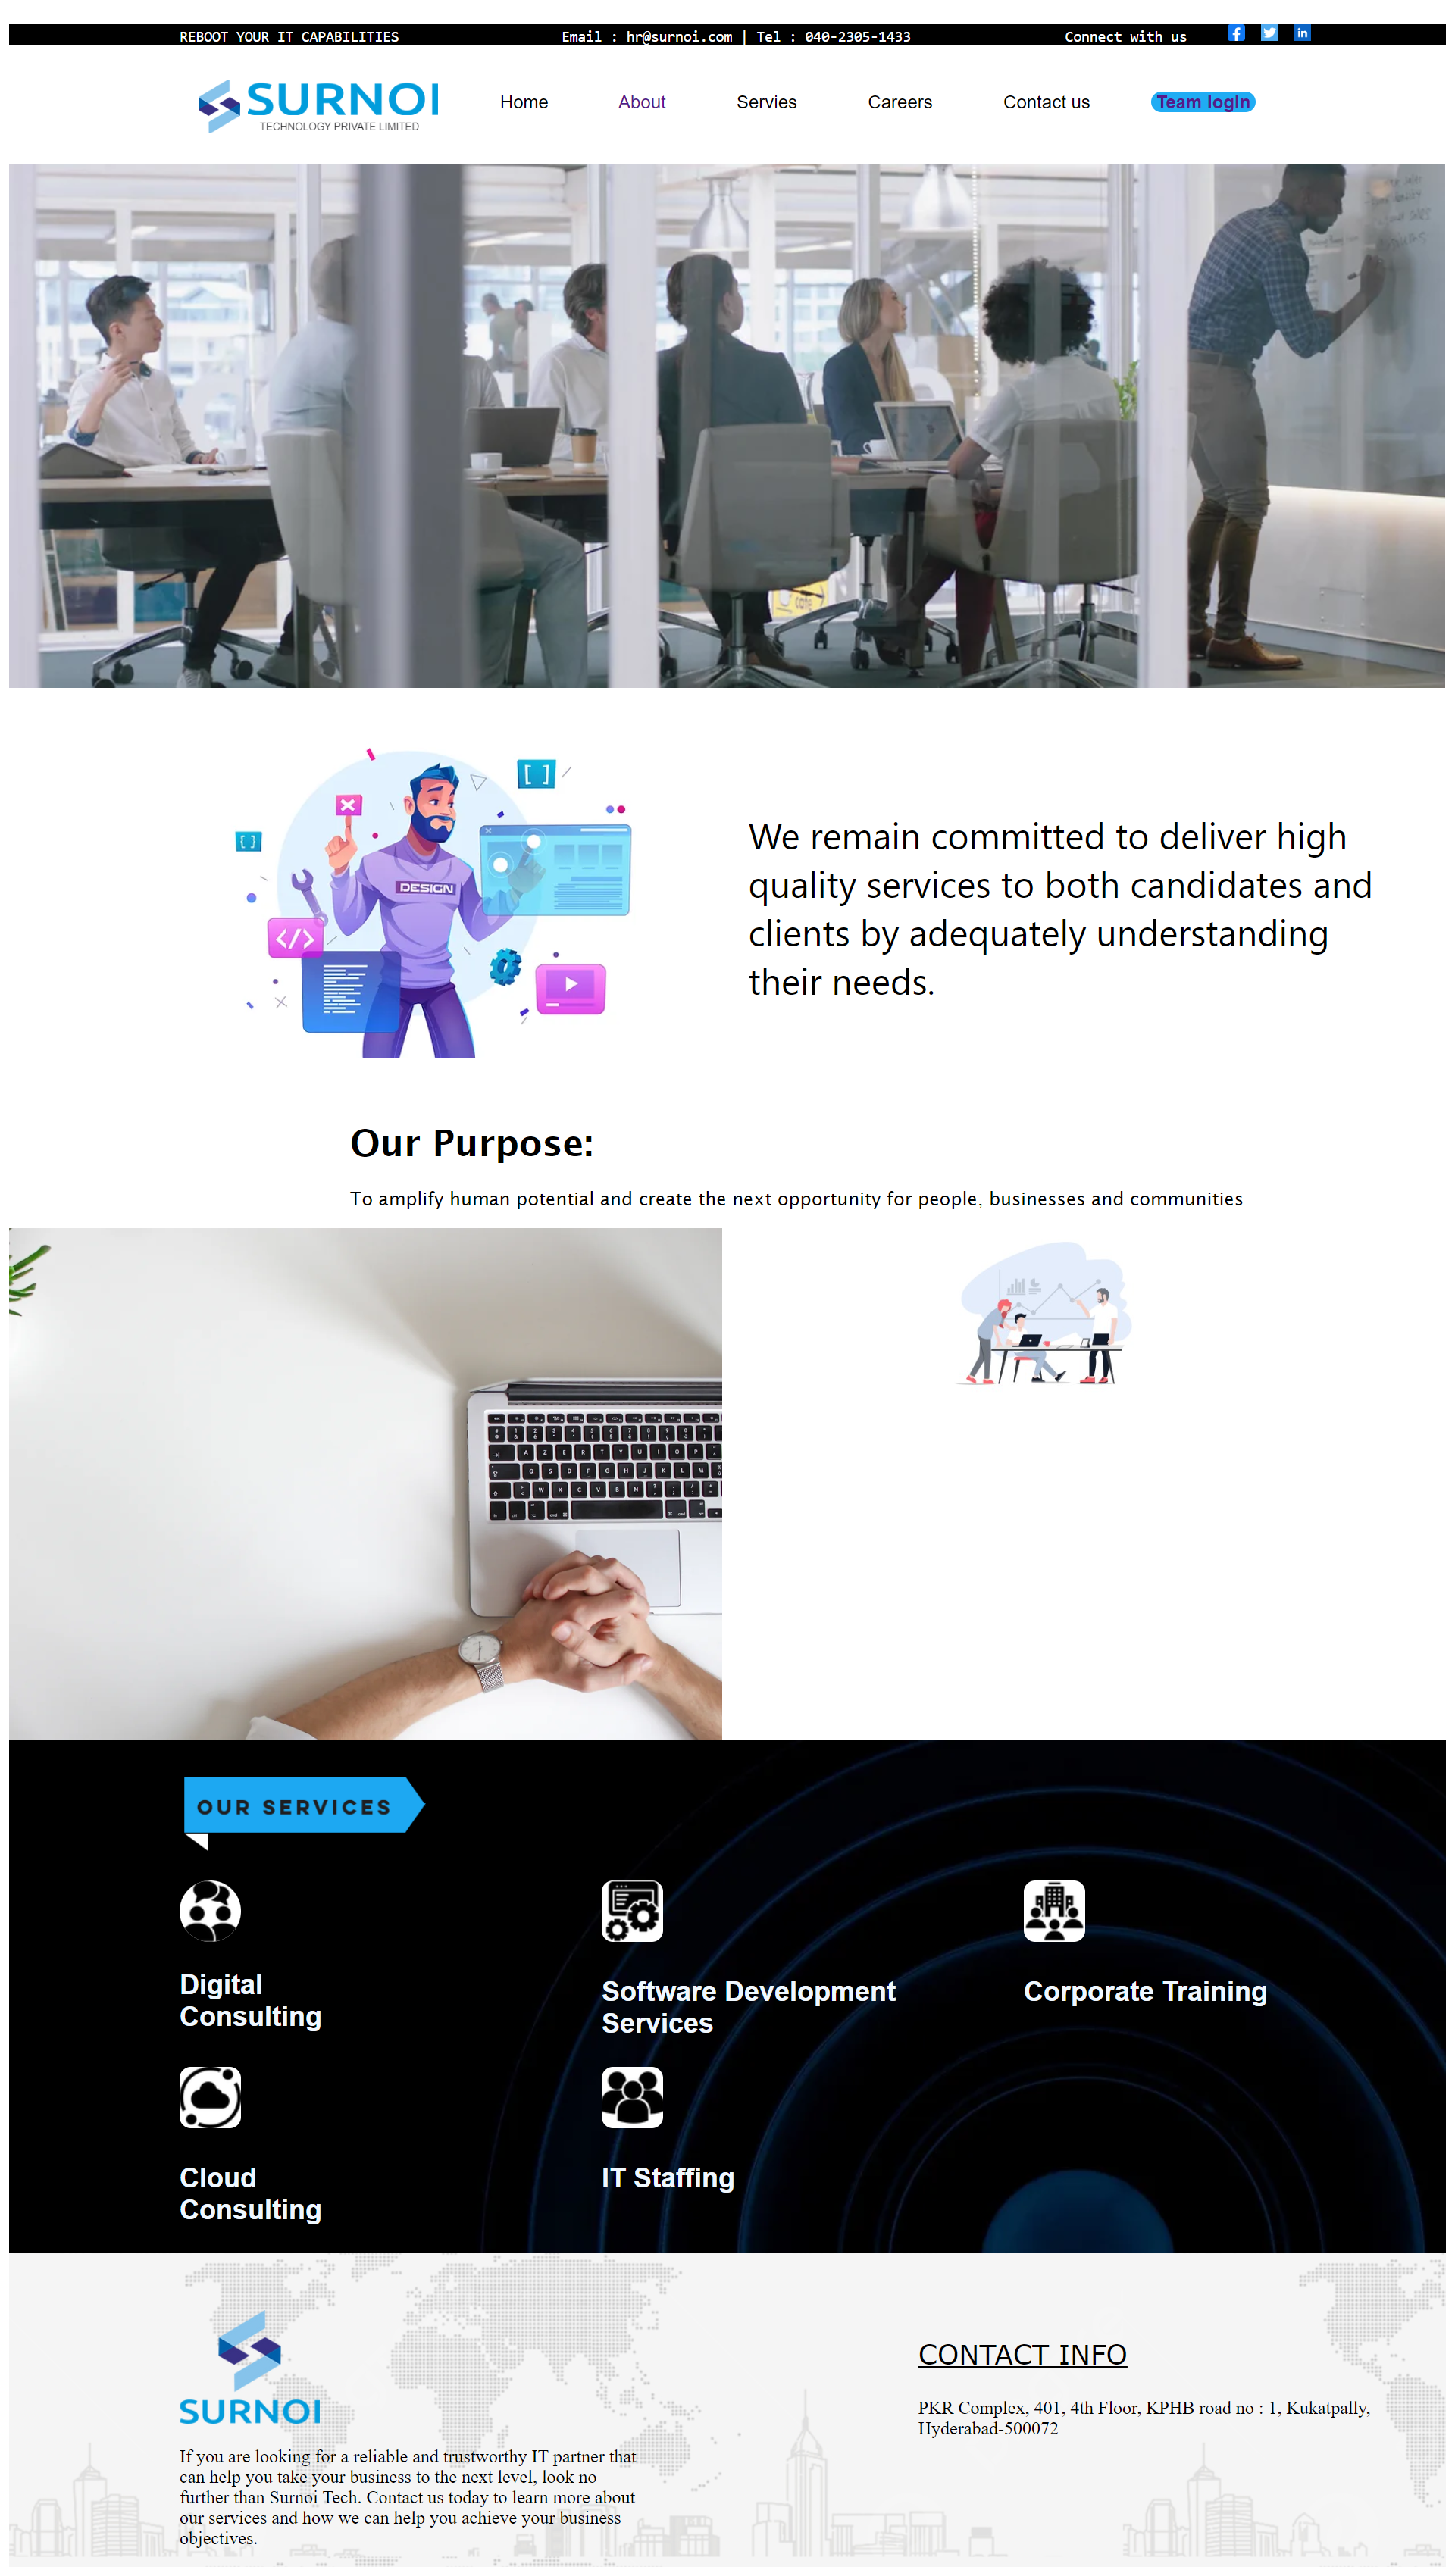 REBOOT YOUR IT CAPABILITIES
Email : hr@surnoi.com | Tel : 040-2305-1433
Connect with us
SURNOI
TECHNOLOGY PRIVATE LIMITED
Home
About
Servies
Careers
Contact us
Team login
DESIGN
We remain committed to deliver high
quality services to both candidates and
clients by adequately understanding
their needs.
Our Purpose:
To amplify human potential and create the next opportunity for people, businesses and communities
OUR SERVICES
Digital
Consulting
Software Development
Services
Corporate Training
Cloud
Consulting
IT Staffing
SURNOI
If you are looking for a reliable and trustworthy IT partner that
can help you take your business to the next level, look no
further than Surnoi Tech. Contact us today to learn more about
our services and how we can help you achieve your business
objectives.
CONTACT INFO
PKR Complex, 401, 4th Floor, KPHB road no : 1, Kukatpally,
Hyderabad-500072